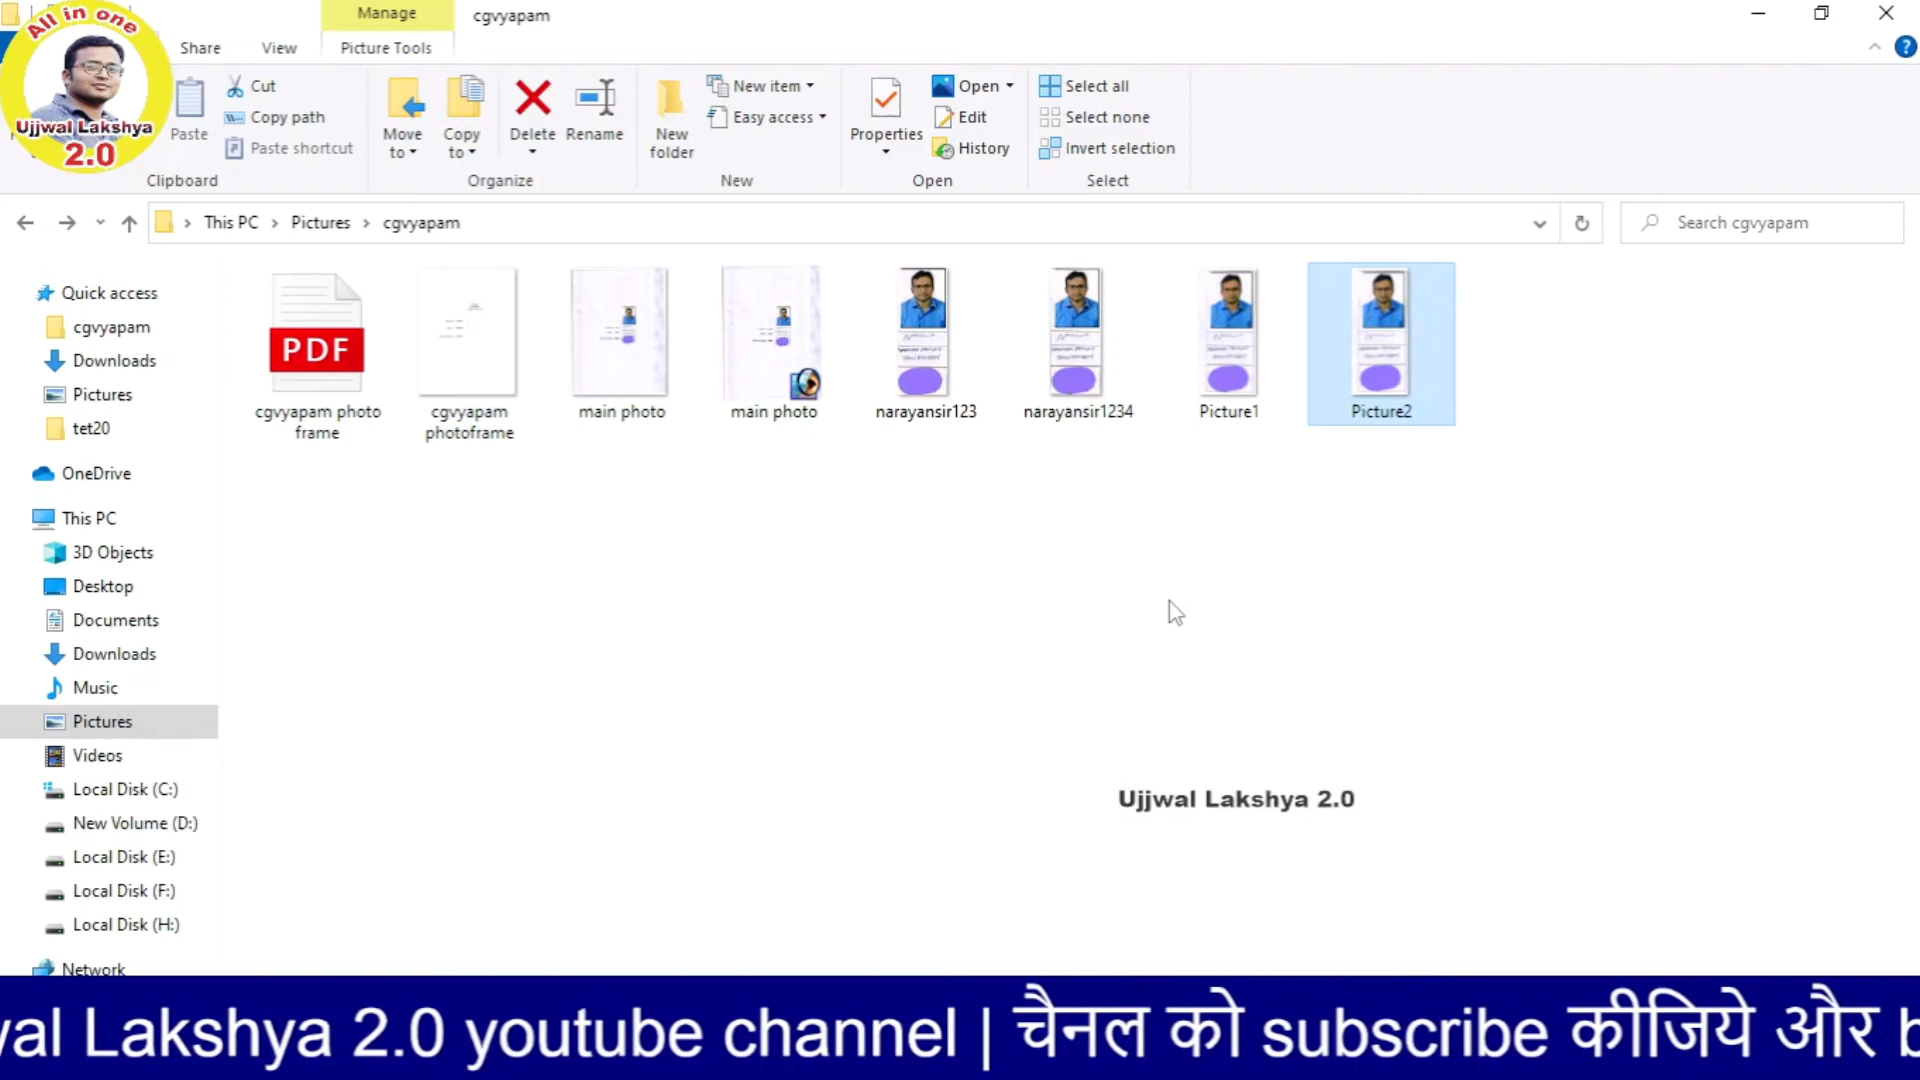 All in one
Ujjwal Lakshya
2.0
Manage
cgvyapam
Share
View
Picture Tools
Paste
Cut
Copy path
Paste shortcut
Clipboard
Move to
Copy to
Delete
Rename
Organize
New folder
New item
Easy access
New
Properties
Open
Edit
History
Open
Select all
Select none
Invert selection
Select
This PC
Pictures
cgvyapam
Search cgvyapam
Quick access
cgvyapam
Downloads
Pictures
tet20
OneDrive
This PC
3D Objects
Desktop
Documents
Downloads
Music
Pictures
Videos
Local Disk (C:)
New Volume (D:)
Local Disk (E:)
Local Disk (F:)
Local Disk (H:)
Network
PDF
cgvyapam photo
frame
cgvyapam
photoframe
main photo
main photo
narayansir123
narayansir1234
Picture1
Picture2
Ujjwal Lakshya 2.0
wal Lakshya 2.0 youtube channel | चैनल को subscribe कीजिये और b